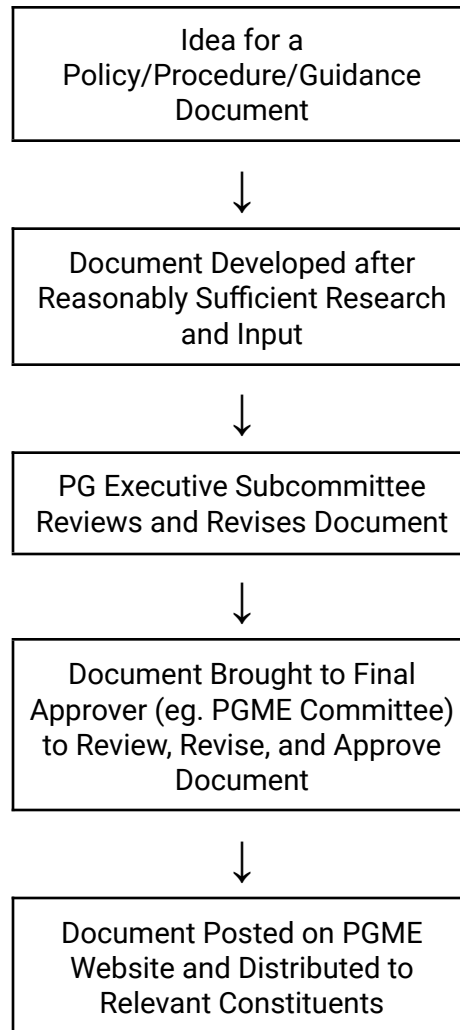 Idea for a
Policy/Procedure/Guidance
Document
↓
Document Developed after
Reasonably Sufficient Research
and Input
↓
PG Executive Subcommittee
Reviews and Revises Document
↓
Document Brought to Final
Approver (eg. PGME Committee)
to Review, Revise, and Approve
Document
↓
Document Posted on PGME
Website and Distributed to
Relevant Constituents